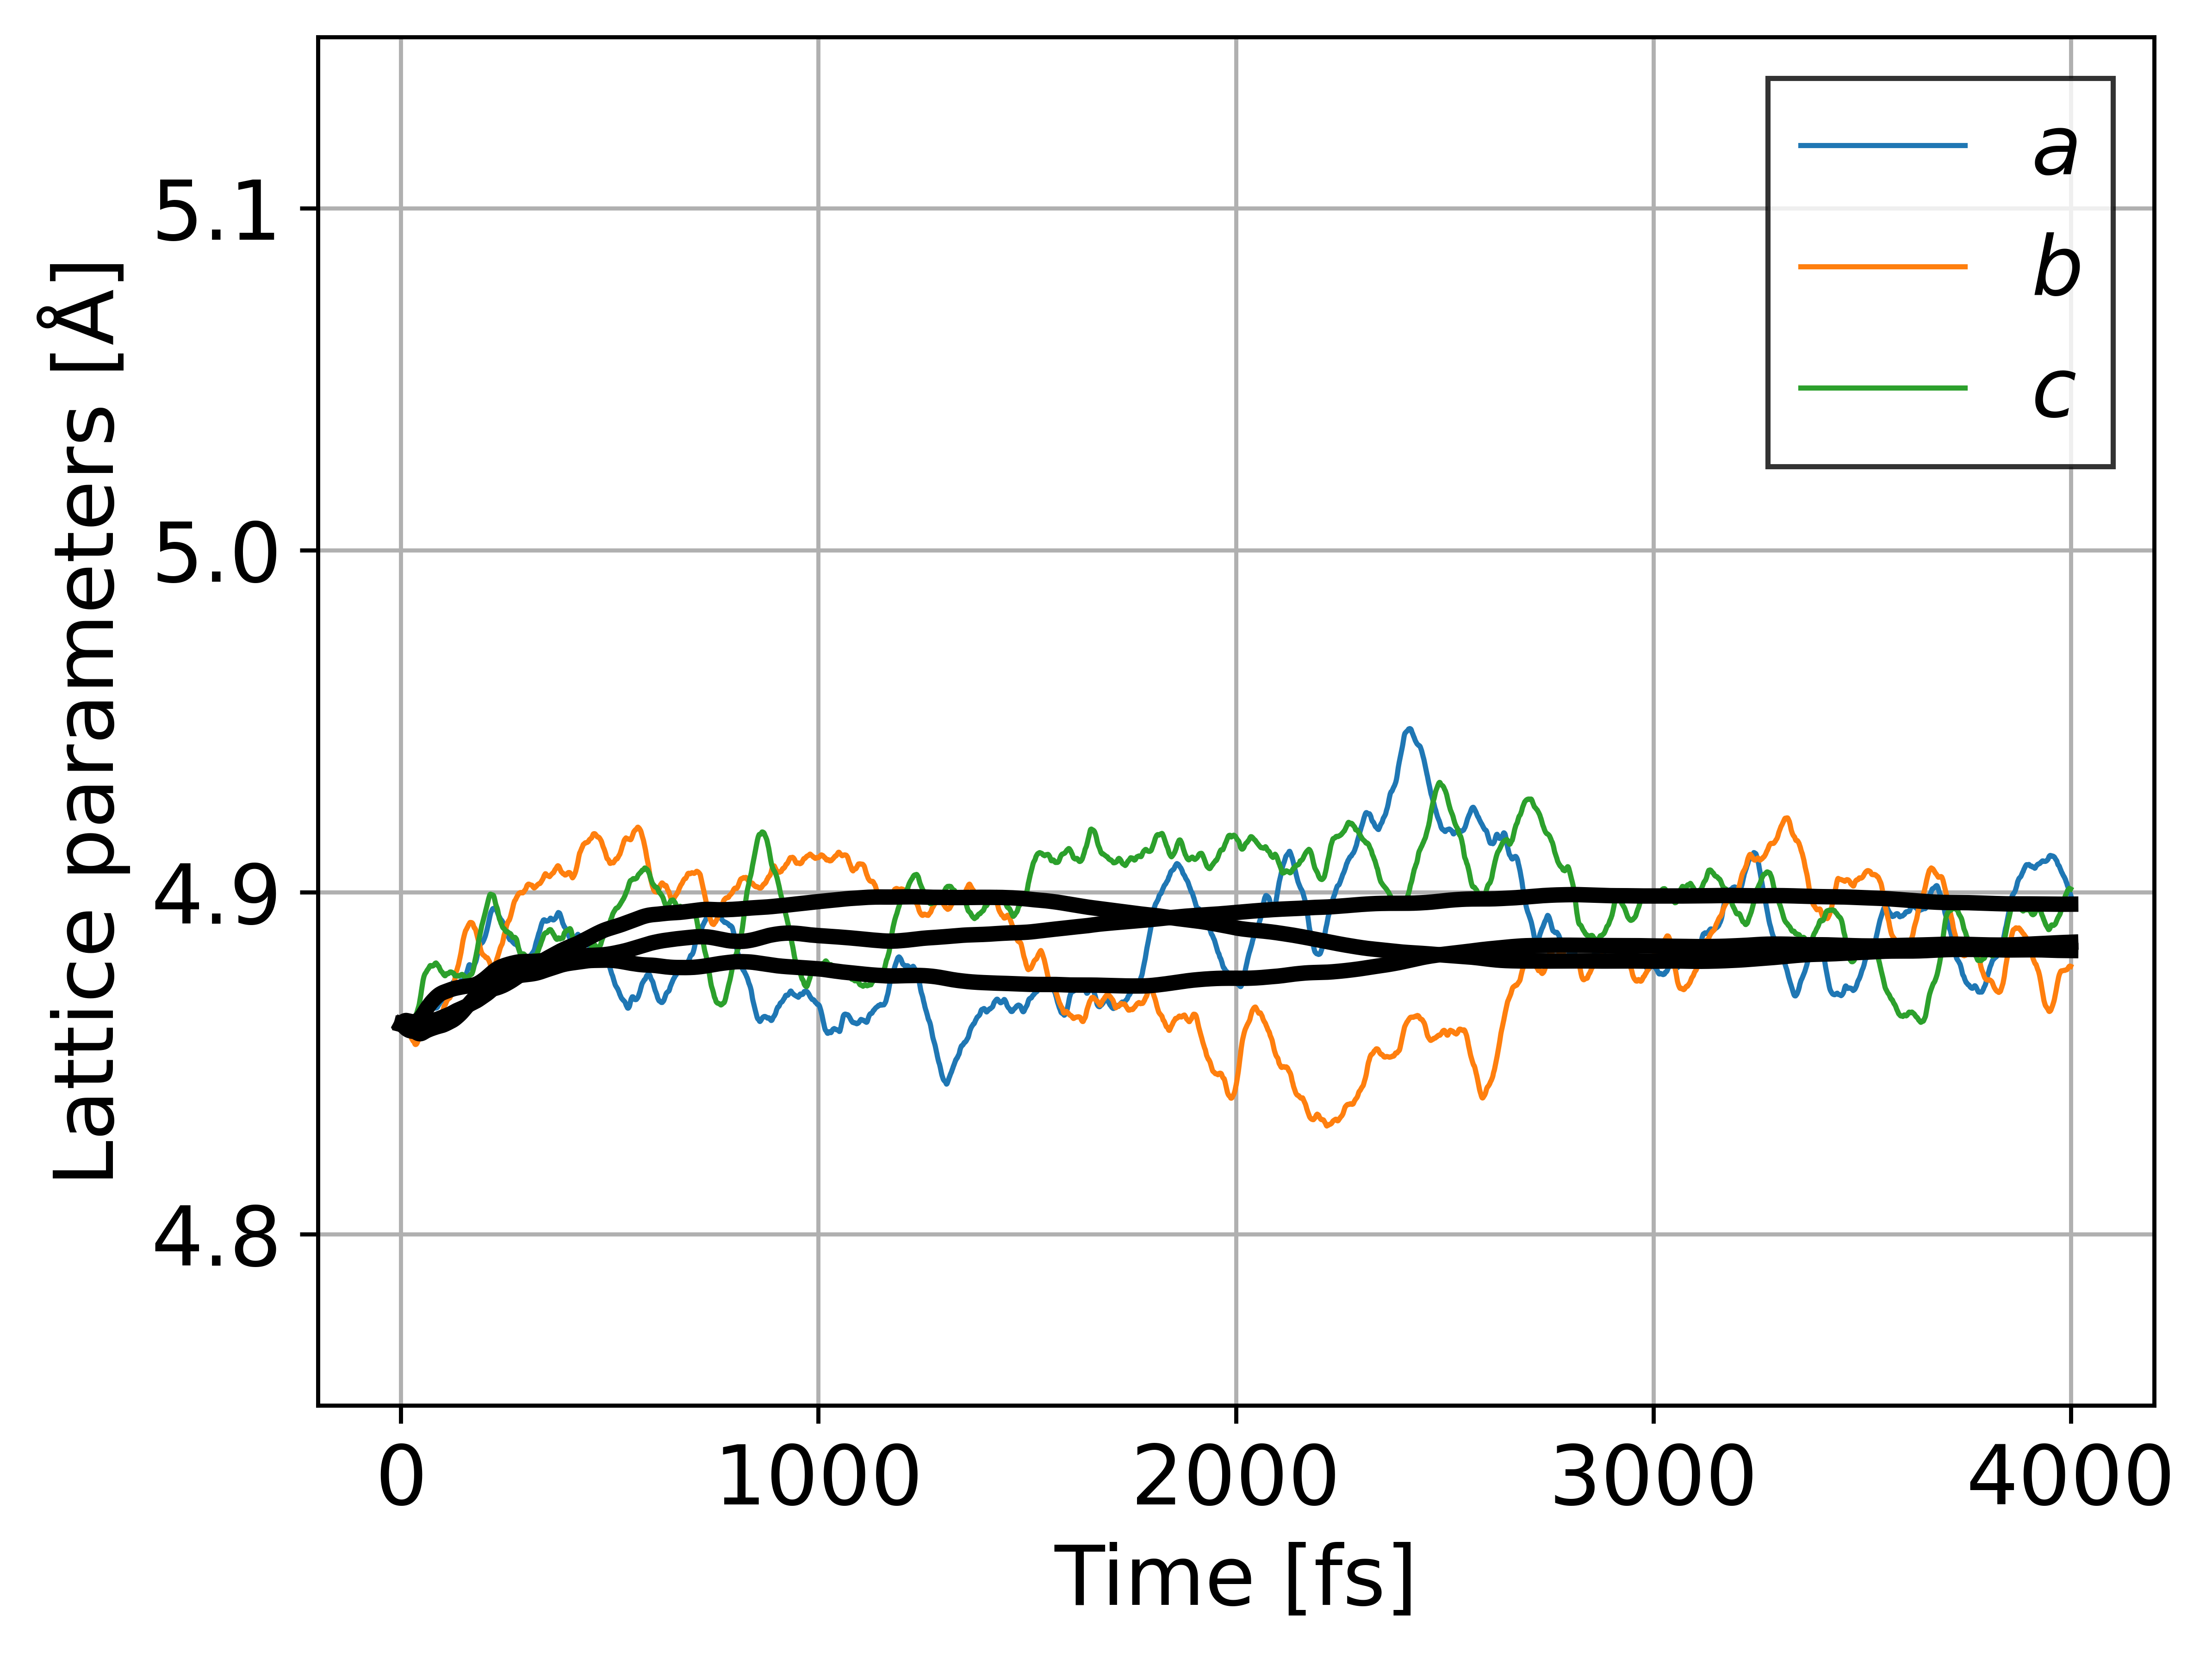 a
b
c
5.1
5.0
4.9
4.8
Lattice parameters [Å]
0 1000 2000 3000 4000
Time [fs]